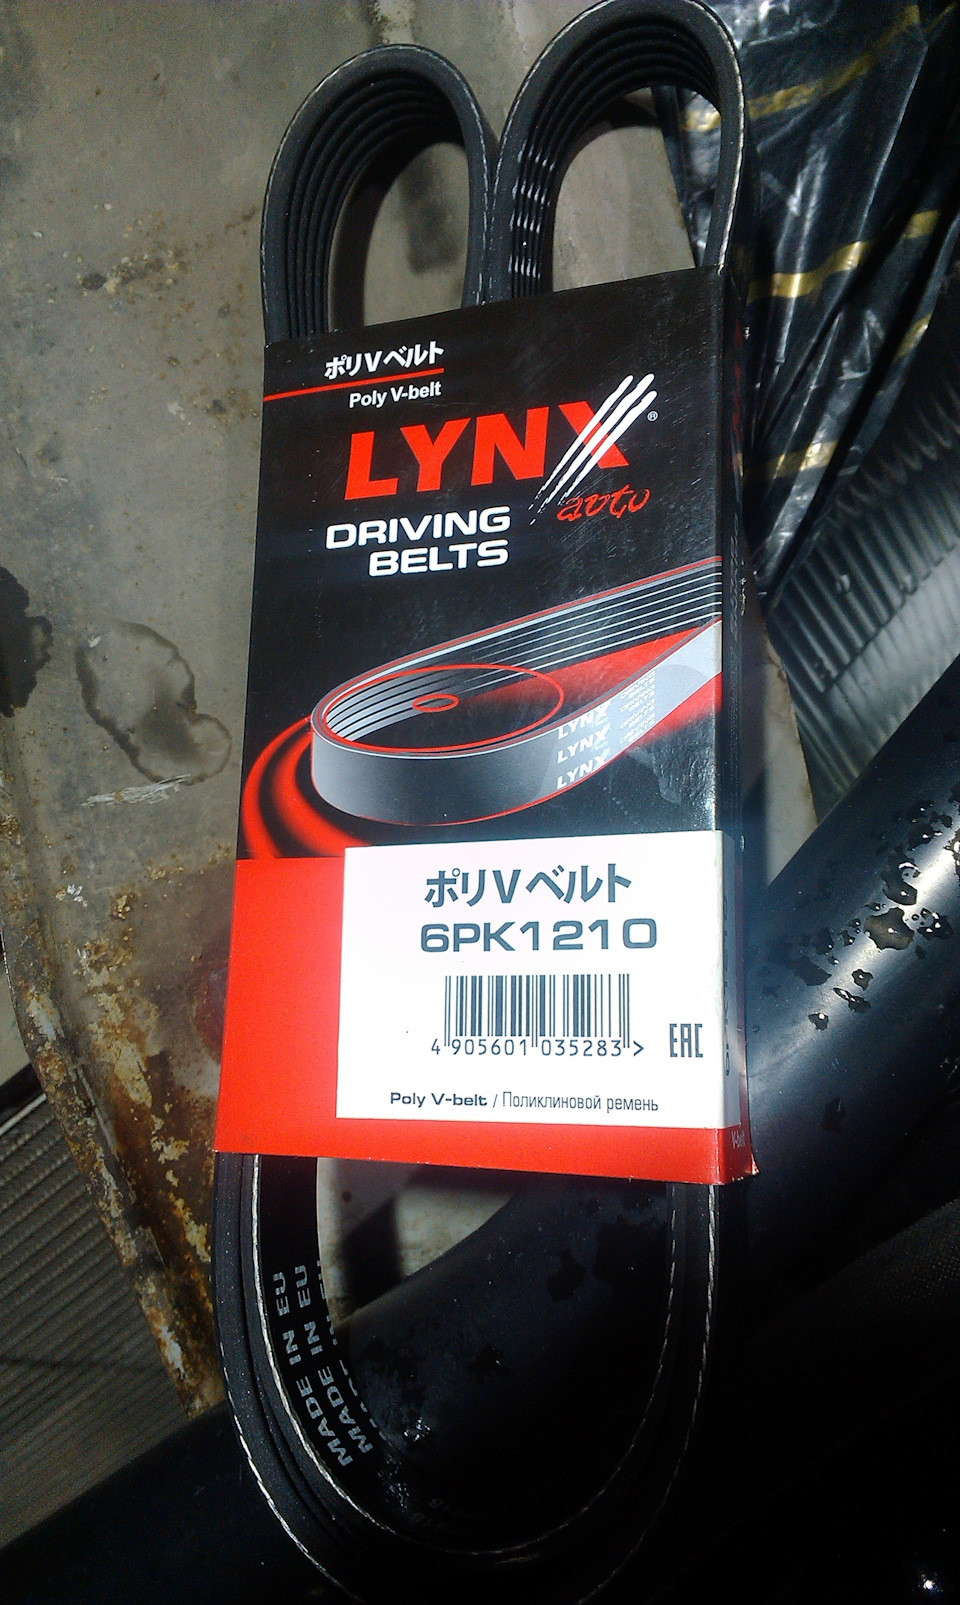 ポリVベルト
Poly V-belt
LYNX®
auto
DRIVING
BELTS
LYNX
LYNX
LYNX
ポリVベルト
6PK1210
4 905601 035283 >
EAC
Poly V-belt / Поликлиновой ремень
V-belt
MADE IN EU
MADE IN EU